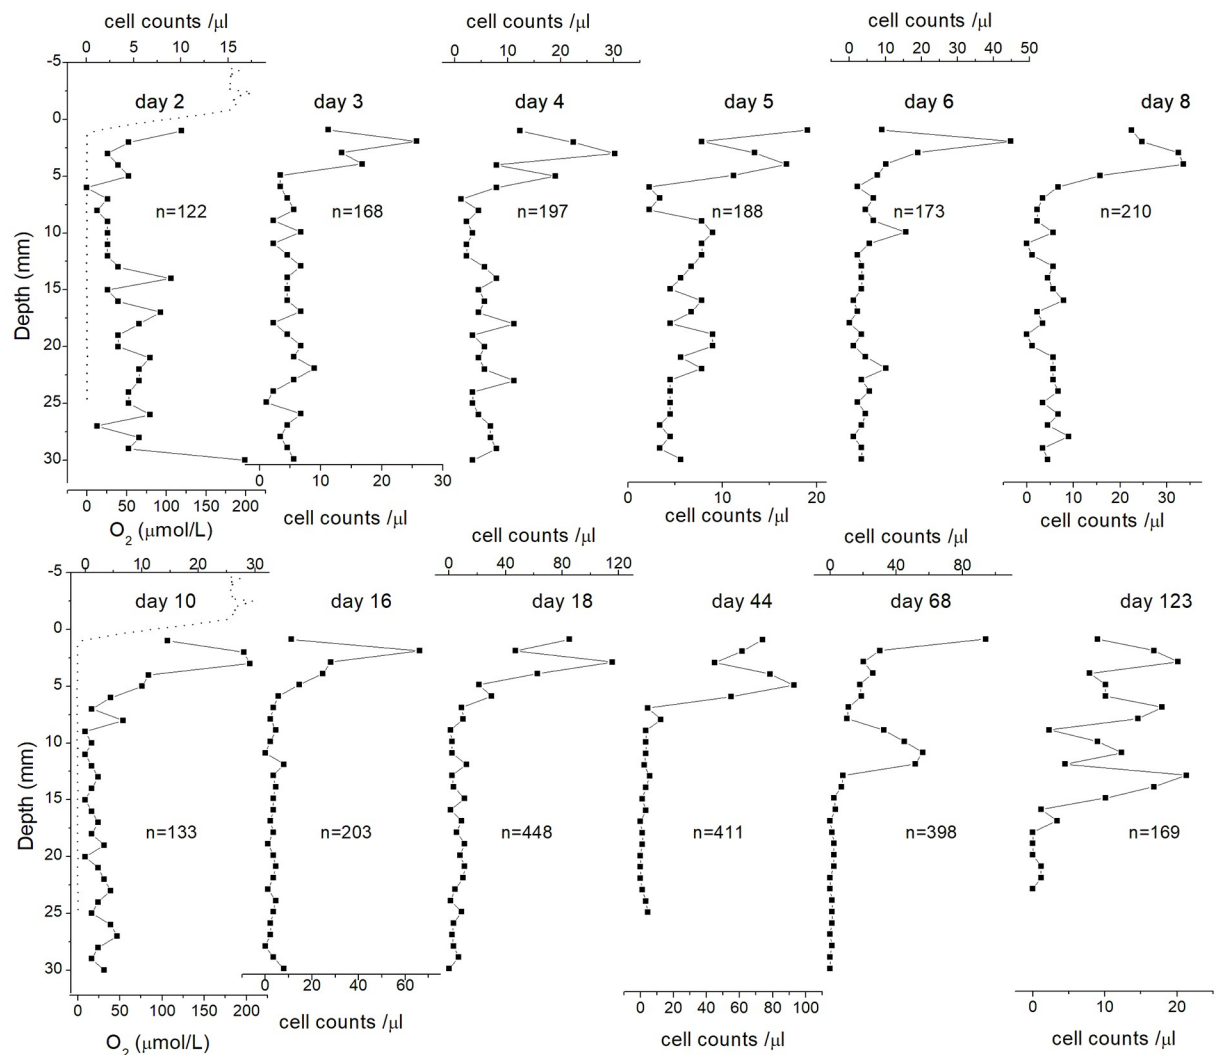 cell counts /μl
cell counts /μl
cell counts /μl
0 5 10 15
0 10 20 30
0 10 20 30 40 50
-5
0
5
10
15
20
25
30
Depth (mm)
day 2
day 3
day 4
day 5
day 6
day 8
n=122
n=168
n=197
n=188
n=173
n=210
0 10 20 30
0 50 100 150 200
0 10 20
0 10 20 30
O2 (μmol/L)
cell counts /μl
cell counts /μl
cell counts /μl
cell counts /μl
cell counts /μl
0 10 20 30
0 40 80 120
0 40 80
-5
0
5
10
15
20
25
30
Depth (mm)
day 10
day 16
day 18
day 44
day 68
day 123
n=133
n=203
n=448
n=411
n=398
n=169
0 20 40 60
0 50 100 150 200
0 20 40 60 80 100
0 10 20
O2 (μmol/L)
cell counts /μl
cell counts /μl
cell counts /μl